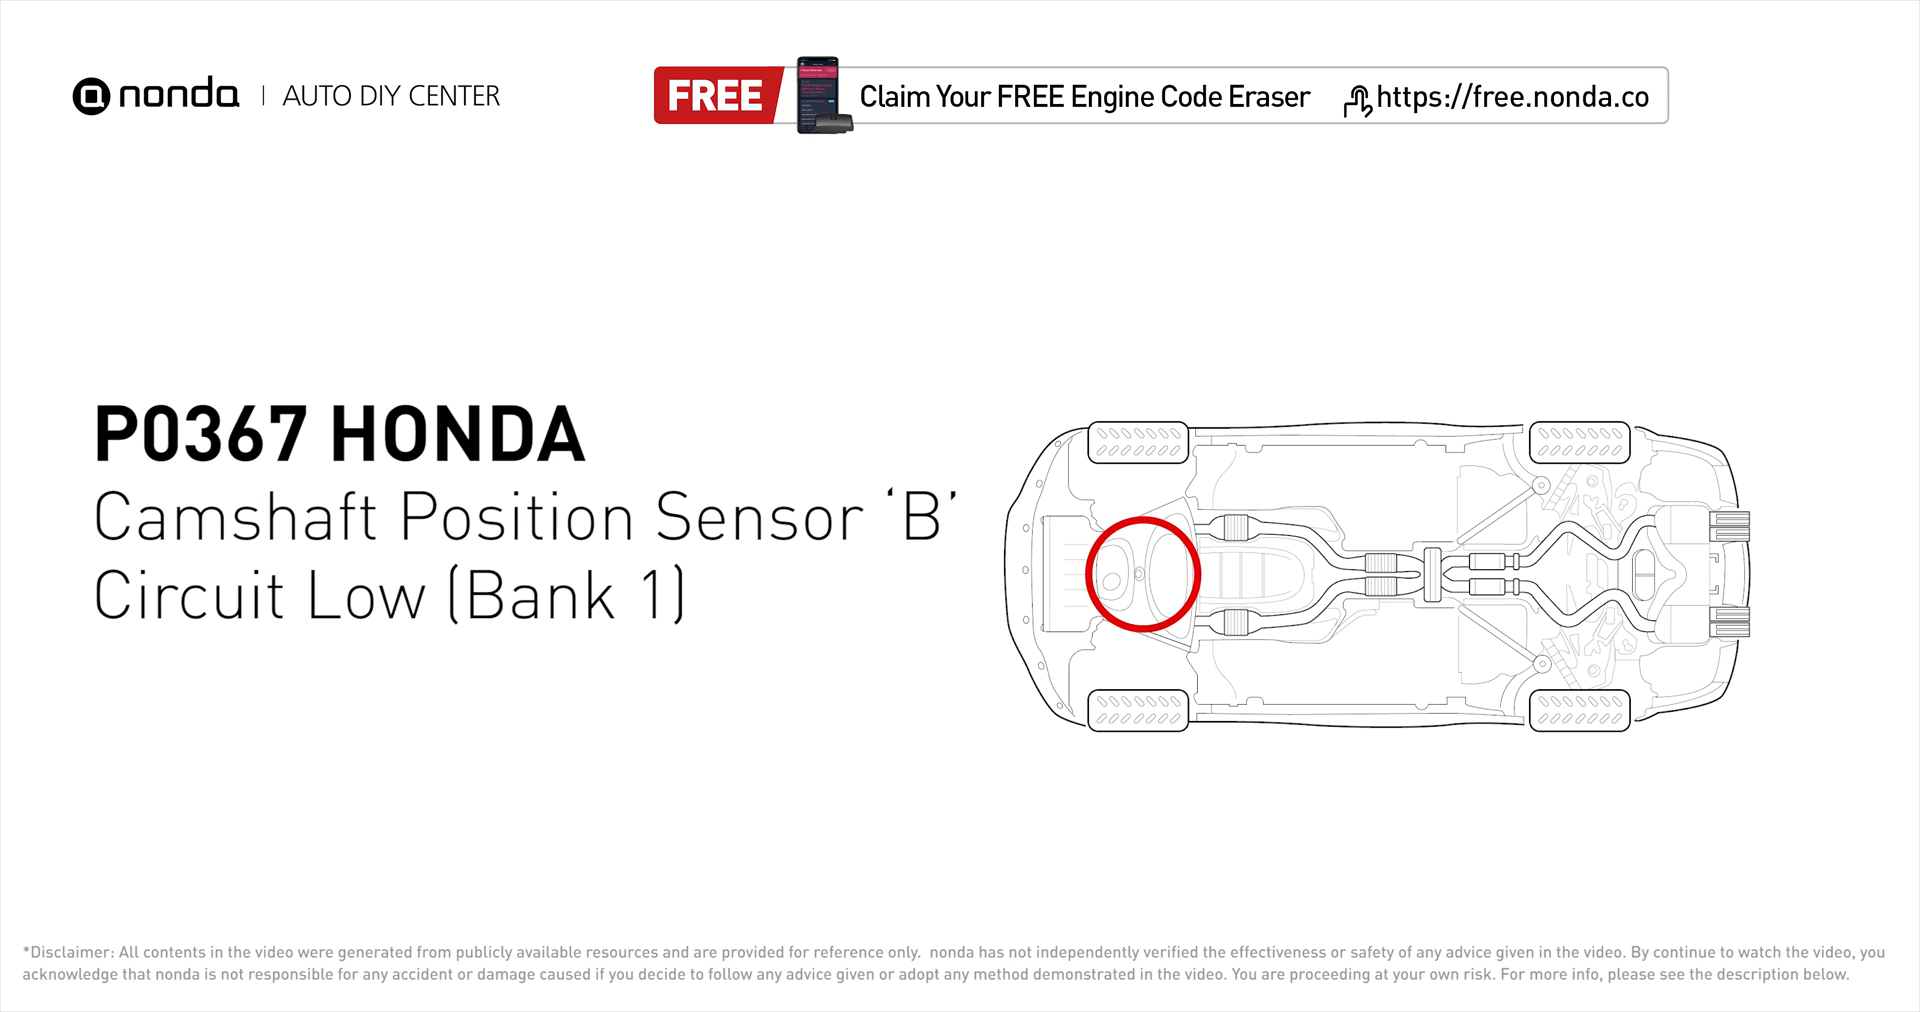 nonda | AUTO DIY CENTER
FREE
Claim Your FREE Engine Code Eraser
https://free.nonda.co
P0367 HONDA
Camshaft Position Sensor ‘B’
Circuit Low (Bank 1)
*Disclaimer: All contents in the video were generated from publicly available resources and are provided for reference only.  nonda has not independently verified the effectiveness or safety of any advice given in the video. By continue to watch the video, you
acknowledge that nonda is not responsible for any accident or damage caused if you decide to follow any advice given or adopt any method demonstrated in the video. You are proceeding at your own risk. For more info, please see the description below.